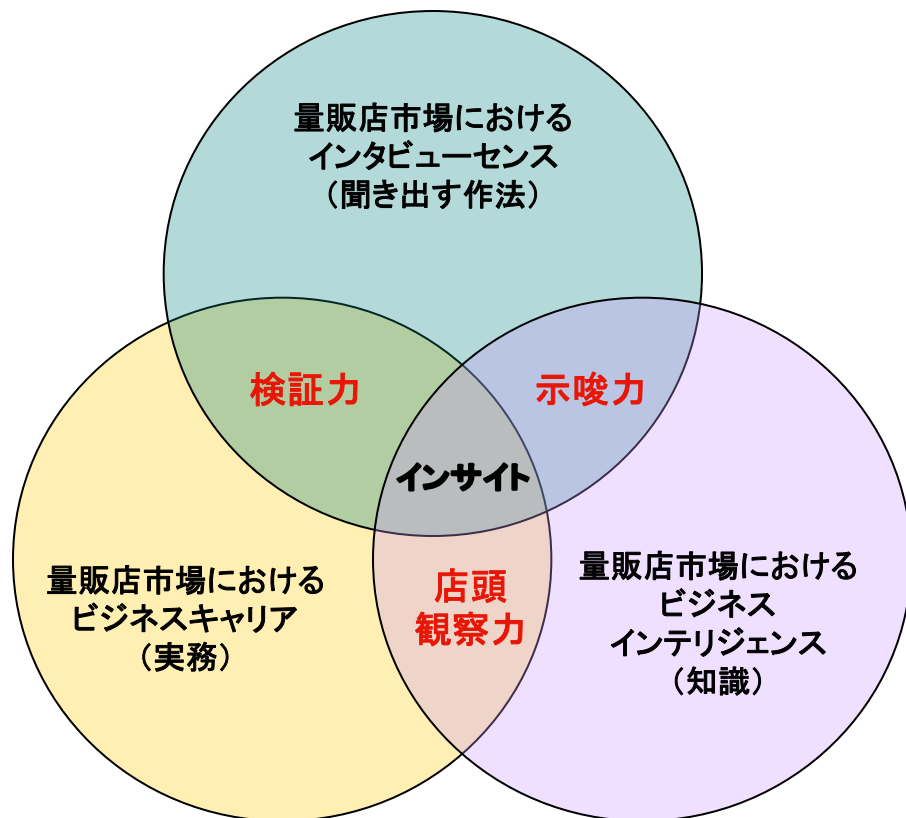 量販店市場における
インタビューセンス
（聞き出す作法）
検証力
示唆力
インサイト
量販店市場における
ビジネスキャリア
（実務）
店頭
観察力
量販店市場における
ビジネス
インテリジェンス
（知識）